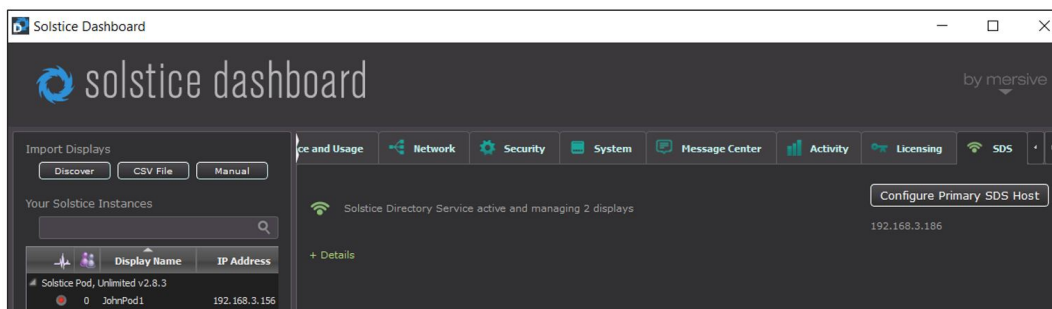 Solstice Dashboard
solstice dashboard
by mersive
Import Displays
Discover CSV File Manual
Your Solstice Instances
Display Name IP Address
Solstice Pod, Unlimited v2.8.3
0 JohnPod1 192.168.3.156
ce and Usage Network Security System Message Center Activity Licensing SDS
Solstice Directory Service active and managing 2 displays
Configure Primary SDS Host
192.168.3.186
+ Details